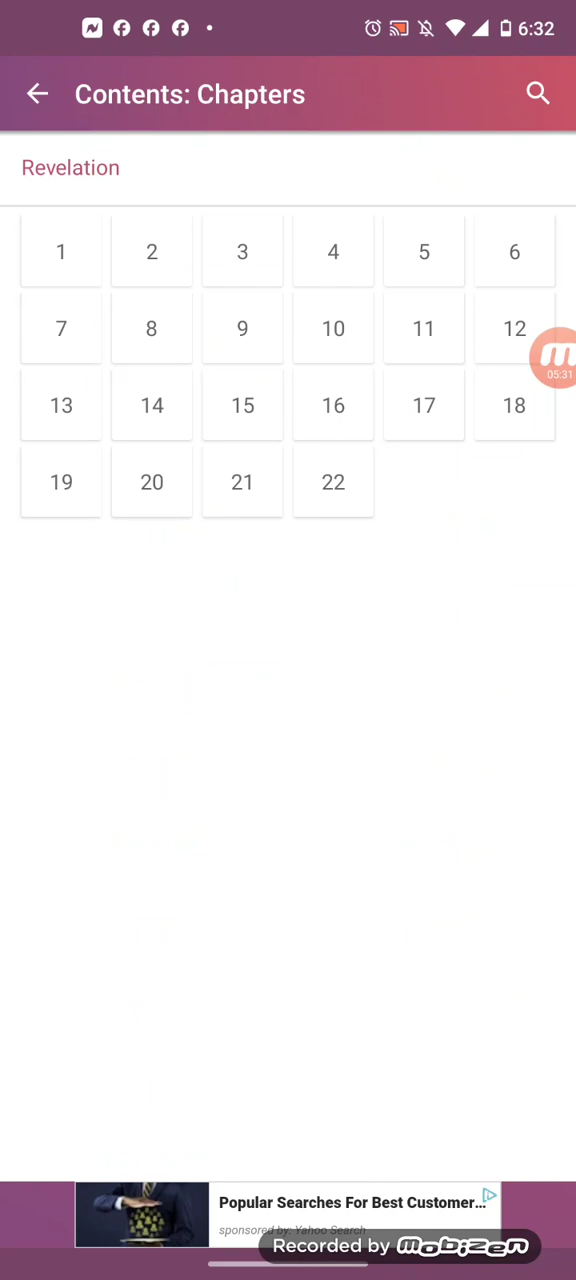 6:32
Contents: Chapters
Revelation
1 2 3 4 5 6
7 8 9 10 11 12
05:31
13 14 15 16 17 18
19 20 21 22
Popular Searches For Best Customer...
sponsored by: Yahoo Search
Recorded by mobizen